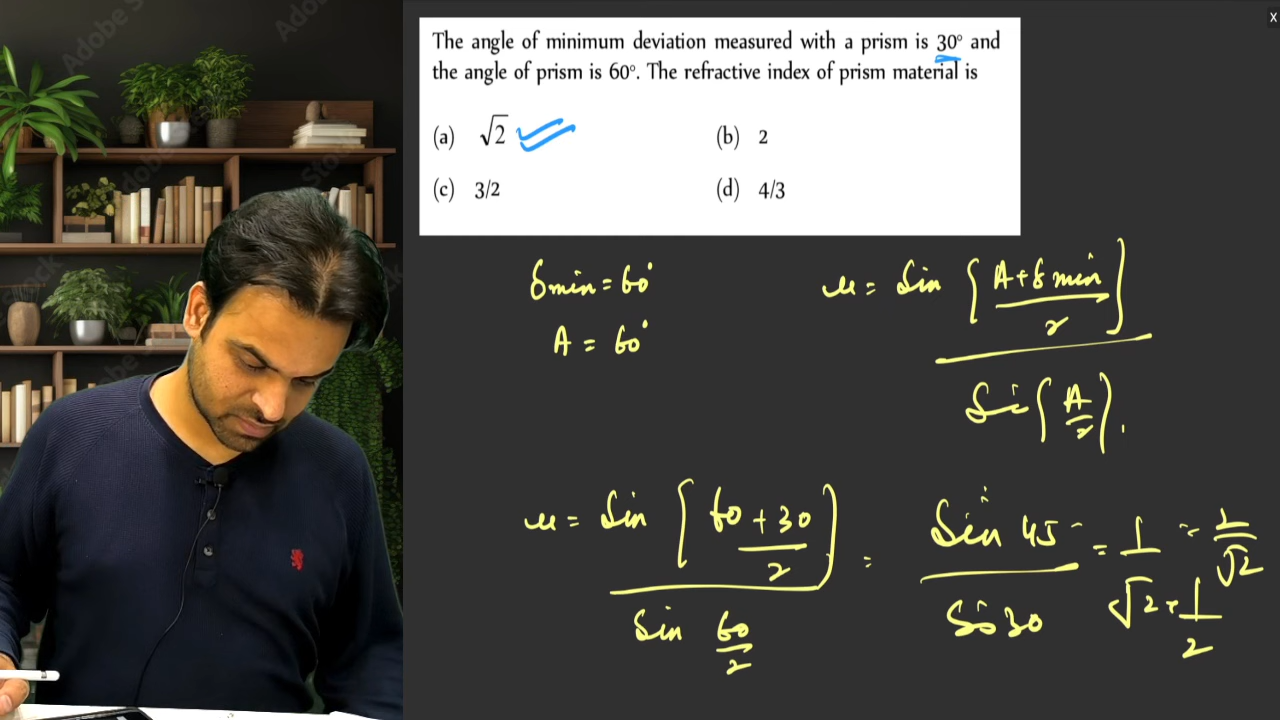 The angle of minimum deviation measured with a prism is 30° and
the angle of prism is 60°. The refractive index of prism material is
(a) √2 (b) 2
(c) 3/2 (d) 4/3
δmin = 60°
A = 60°
μ = Sin [(A+δmin)/2] / Sin (A/2).
μ = Sin [(60+30)/2] / Sin 60/2 = Sin 45 / Sin 30 = 1/(√2 × 1/2) = 1/√2
x